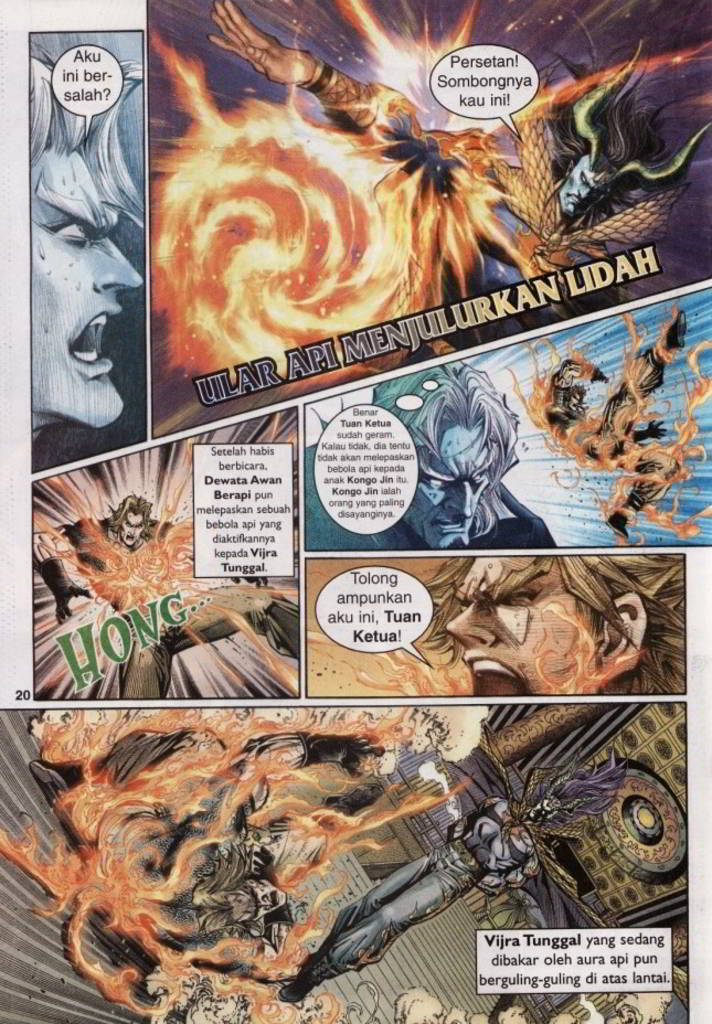 Aku
ini ber-
salah?
Persetan!
Sombongnya
kau ini!
ULAR API MENJULURKAN LIDAH
Benar
Tuan Ketua
sudah geram.
Kalau tidak, dia tentu
tidak akan melepaskan
bebola api kepada
anak Kongo Jin itu.
Kongo Jin ialah
orang yang paling
disayanginya.
Setelah habis
berbicara,
Dewata Awan
Berapi pun
melepaskan sebuah
bebola api yang
diaktifkannya
kepada Vijra
Tunggal.
HONG...
Tolong
ampunkan
aku ini, Tuan
Ketua!
20
Vijra Tunggal yang sedang
dibakar oleh aura api pun
berguling-guling di atas lantai.